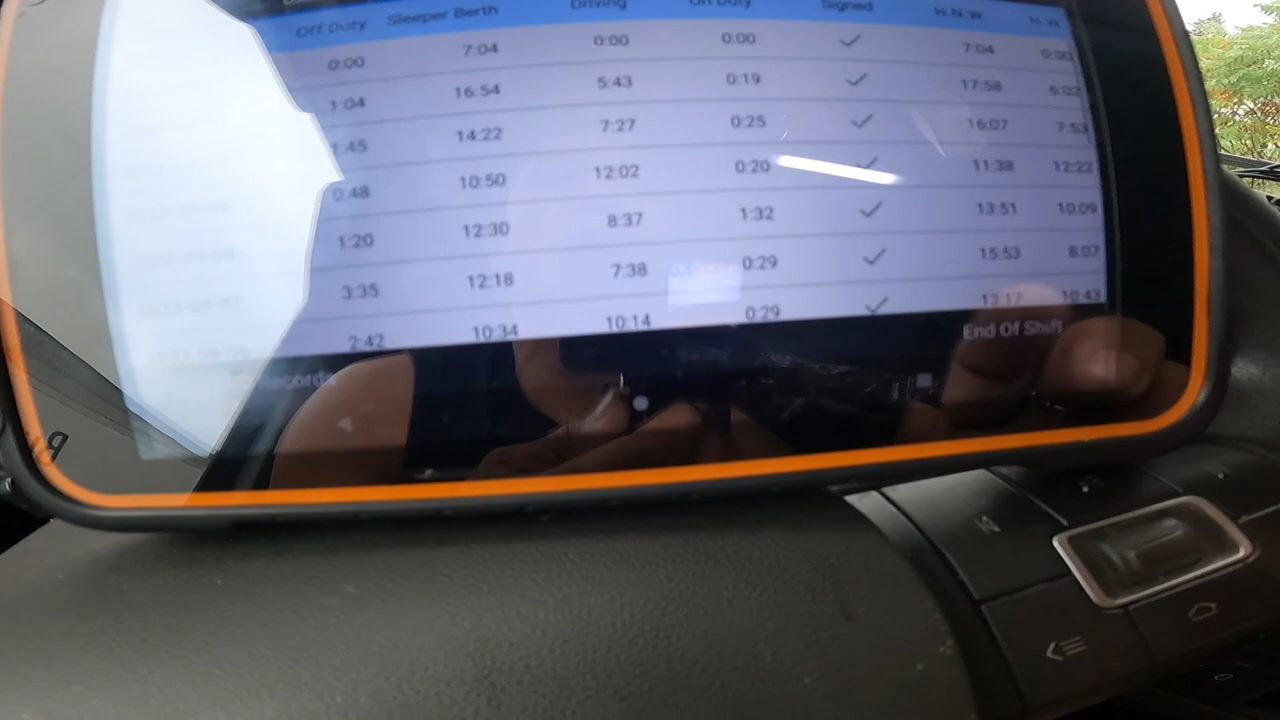 Off Duty Sleeper Berth Driving On Duty Signed H.N.W. H.W.
0:00 7:04 0:00 0:00 ✓ 7:04 0:00
1:04 16:54 5:43 0:19 ✓ 17:58 6:02
1:45 14:22 7:27 0:25 ✓ 16:07 7:53
0:48 10:50 12:02 0:20 ✓ 11:38 12:22
1:20 12:30 8:37 1:32 ✓ 13:51 10:09
3:35 12:18 7:38 0:29 ✓ 15:53 8:07
2:42 10:34 10:14 0:29 ✓ 13:17 10:43
Records End Of Shift